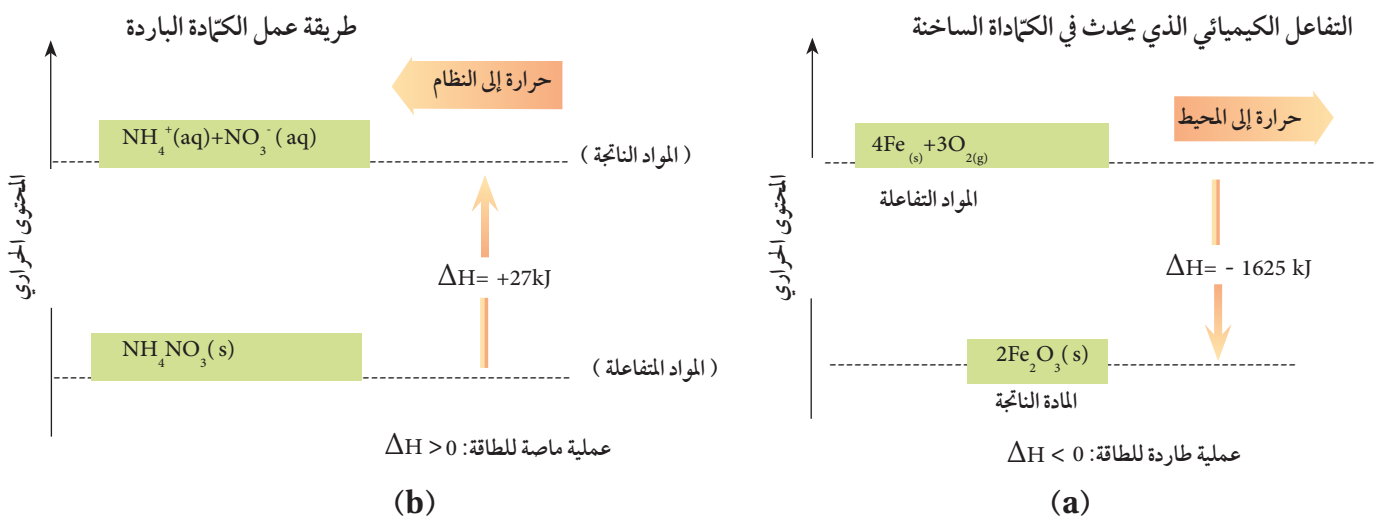 التفاعل الكيميائي الذي يحدث في الكمّاداة الساخنة
حرارة إلى المحيط
4Fe (s)+3O2(g)
المواد التفاعلة
المحتوى الحراري
ΔH= - 1625 kJ
2Fe2O3(s)
المادة الناتجة
عملية طاردة للطاقة: ΔH < 0
(a)
طريقة عمل الكمّادة الباردة
حرارة إلى النظام
NH4+(aq)+NO3-(aq)
( المواد الناتجة )
المحتوى الحراري
ΔH= +27kJ
NH4NO3(s)
( المواد المتفاعلة )
عملية ماصة للطاقة: ΔH >0
(b)